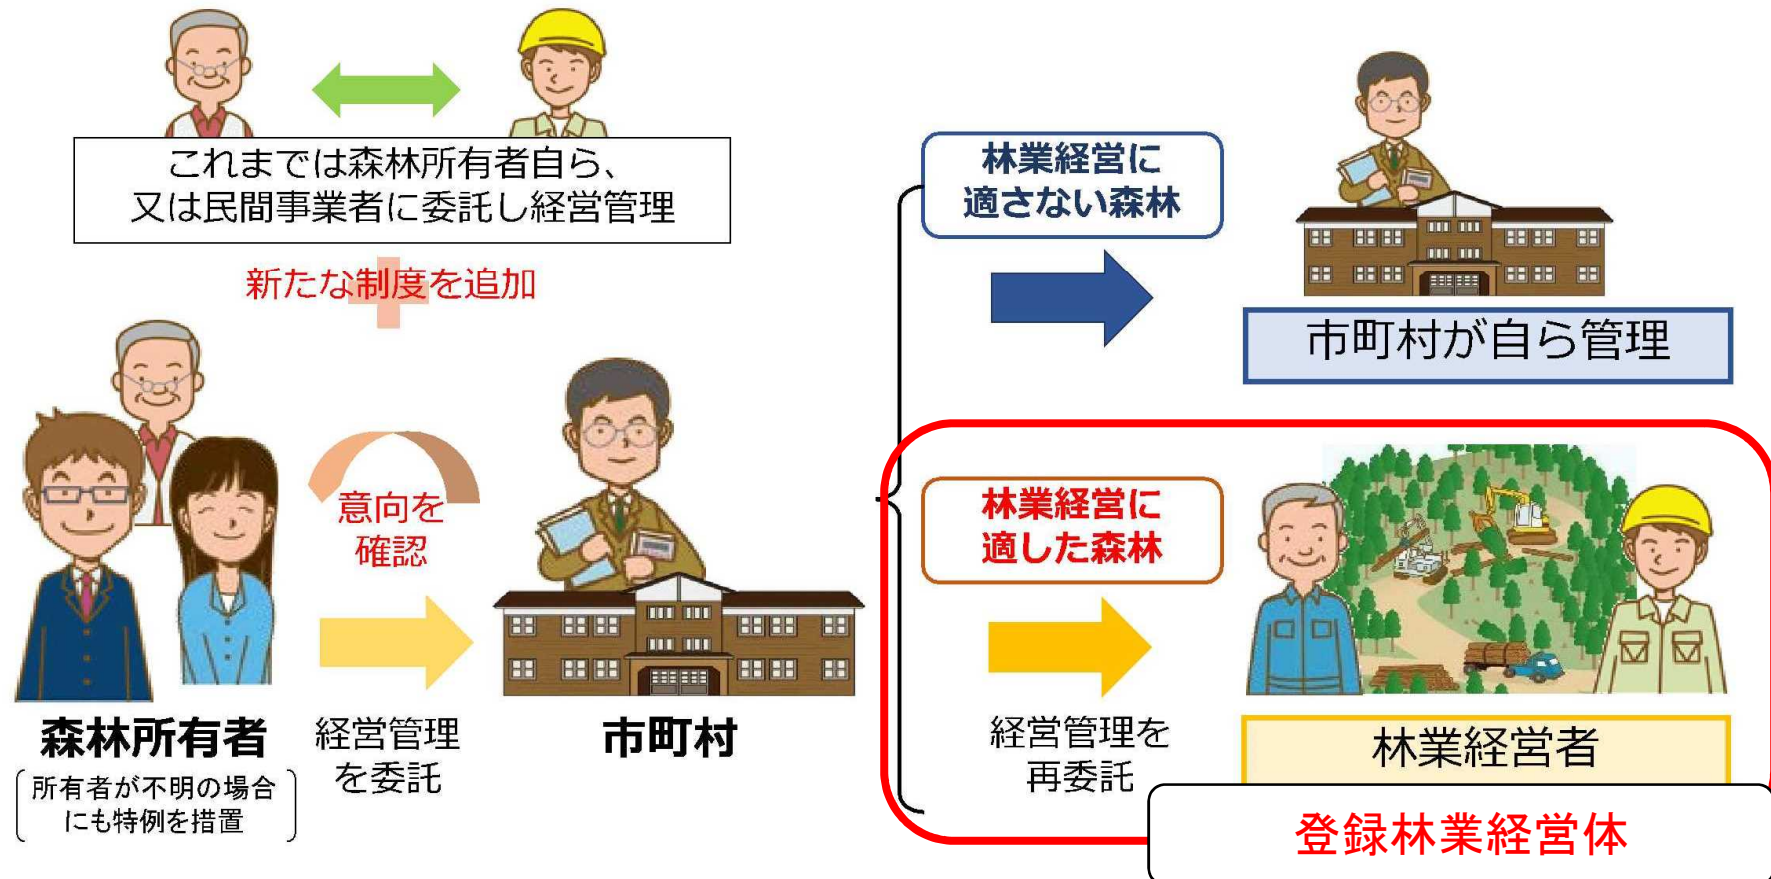 これまでは森林所有者自ら、
又は民間事業者に委託し経営管理
新たな制度を追加
意向を
確認
森林所有者
所有者が不明の場合
にも特例を措置
経営管理
を委託
市町村
林業経営に
適さない森林
市町村が自ら管理
林業経営に
適した森林
経営管理を
再委託
林業経営者
登録林業経営体